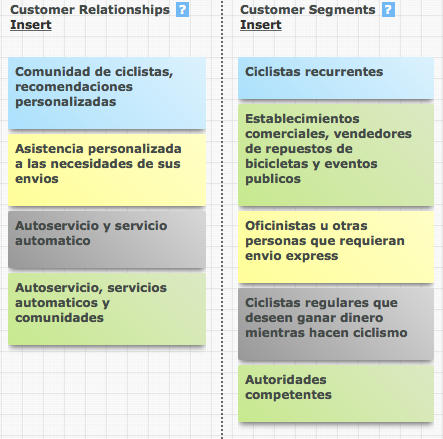 Customer Relationships ?
Insert
Comunidad de ciclistas,
recomendaciones
personalizadas
Asistencia personalizada
a las necesidades de sus
envios
Autoservicio y servicio
automatico
Autoservicio, servicios
automaticos y
comunidades
Customer Segments ?
Insert
Ciclistas recurrentes
Establecimientos
comerciales, vendedores
de repuestos de
bicicletas y eventos
publicos
Oficinistas u otras
personas que requieran
envio express
Ciclistas regulares que
deseen ganar dinero
mientras hacen ciclismo
Autoridades
competentes